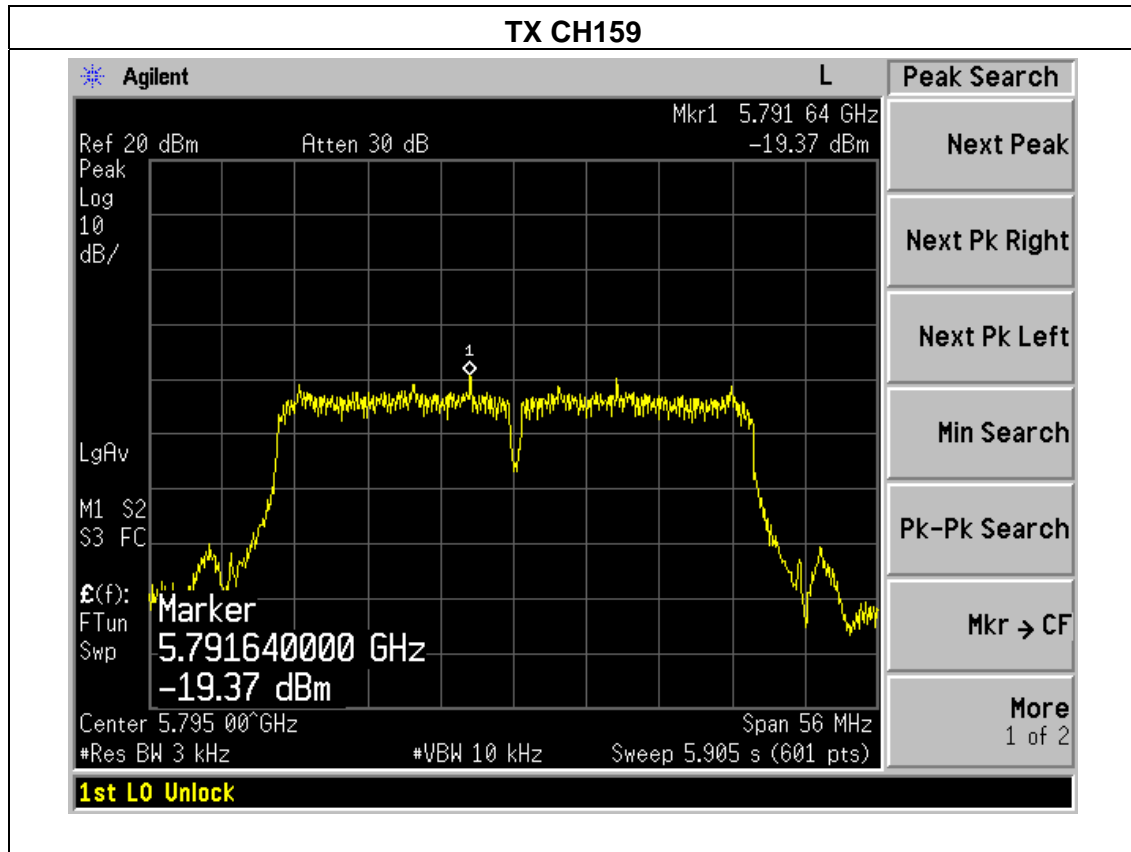 TX CH159
Agilent L Peak Search
Mkr1 5.791 64 GHz
Ref 20 dBm Atten 30 dB -19.37 dBm
Peak
Log
10
dB/
1
LgAv
M1 S2
S3 FC
£(f):
FTun
Swp
Marker
5.791640000 GHz
-19.37 dBm
Center 5.795 00^GHz Span 56 MHz
#Res BW 3 kHz #VBW 10 kHz Sweep 5.905 s (601 pts)
1st LO Unlock
Next Peak
Next Pk Right
Next Pk Left
Min Search
Pk-Pk Search
Mkr → CF
More
1 of 2